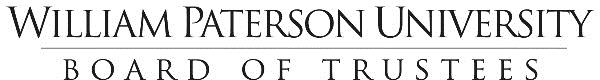 WILLIAM PATERSON UNIVERSITY
BOARD OF TRUSTEES